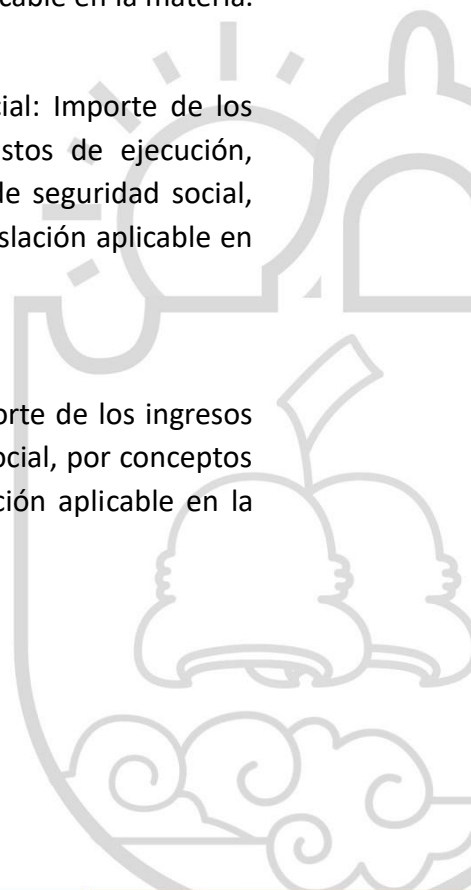 cable en la materia.
cial: Importe de los
stos de ejecución,
de seguridad social,
slación aplicable en
orte de los ingresos
ocial, por conceptos
ción aplicable en la